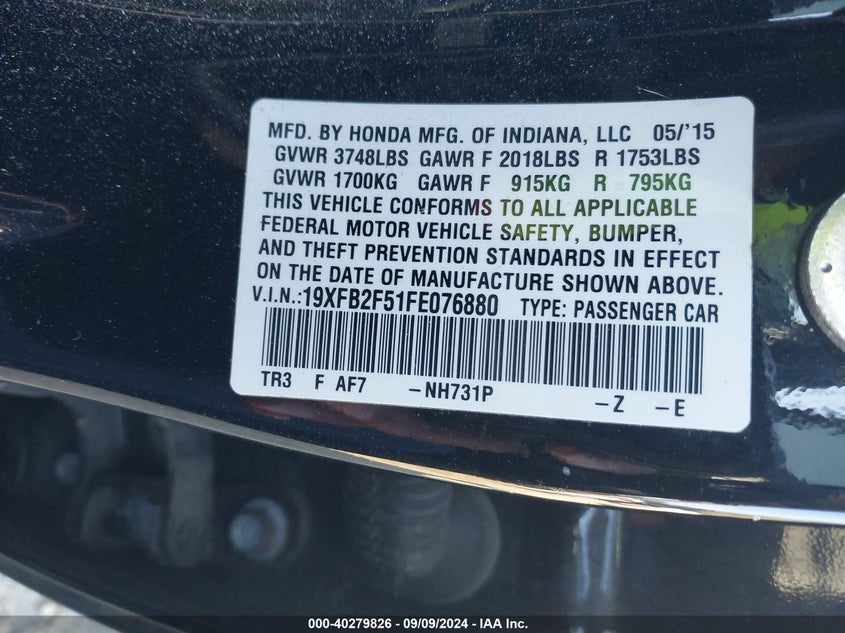 MFD. BY HONDA MFG. OF INDIANA, LLC 05/'15
GVWR 3748LBS GAWR F 2018LBS R 1753LBS
GVWR 1700KG GAWR F 915KG R 795KG
THIS VEHICLE CONFORMS TO ALL APPLICABLE
FEDERAL MOTOR VEHICLE SAFETY, BUMPER,
AND THEFT PREVENTION STANDARDS IN EFFECT
ON THE DATE OF MANUFACTURE SHOWN ABOVE.
V.I.N.:19XFB2F51FE076880 TYPE: PASSENGER CAR
TR3 F AF7 -NH731P -Z -E
000-40279826 - 09/09/2024 - IAA Inc.